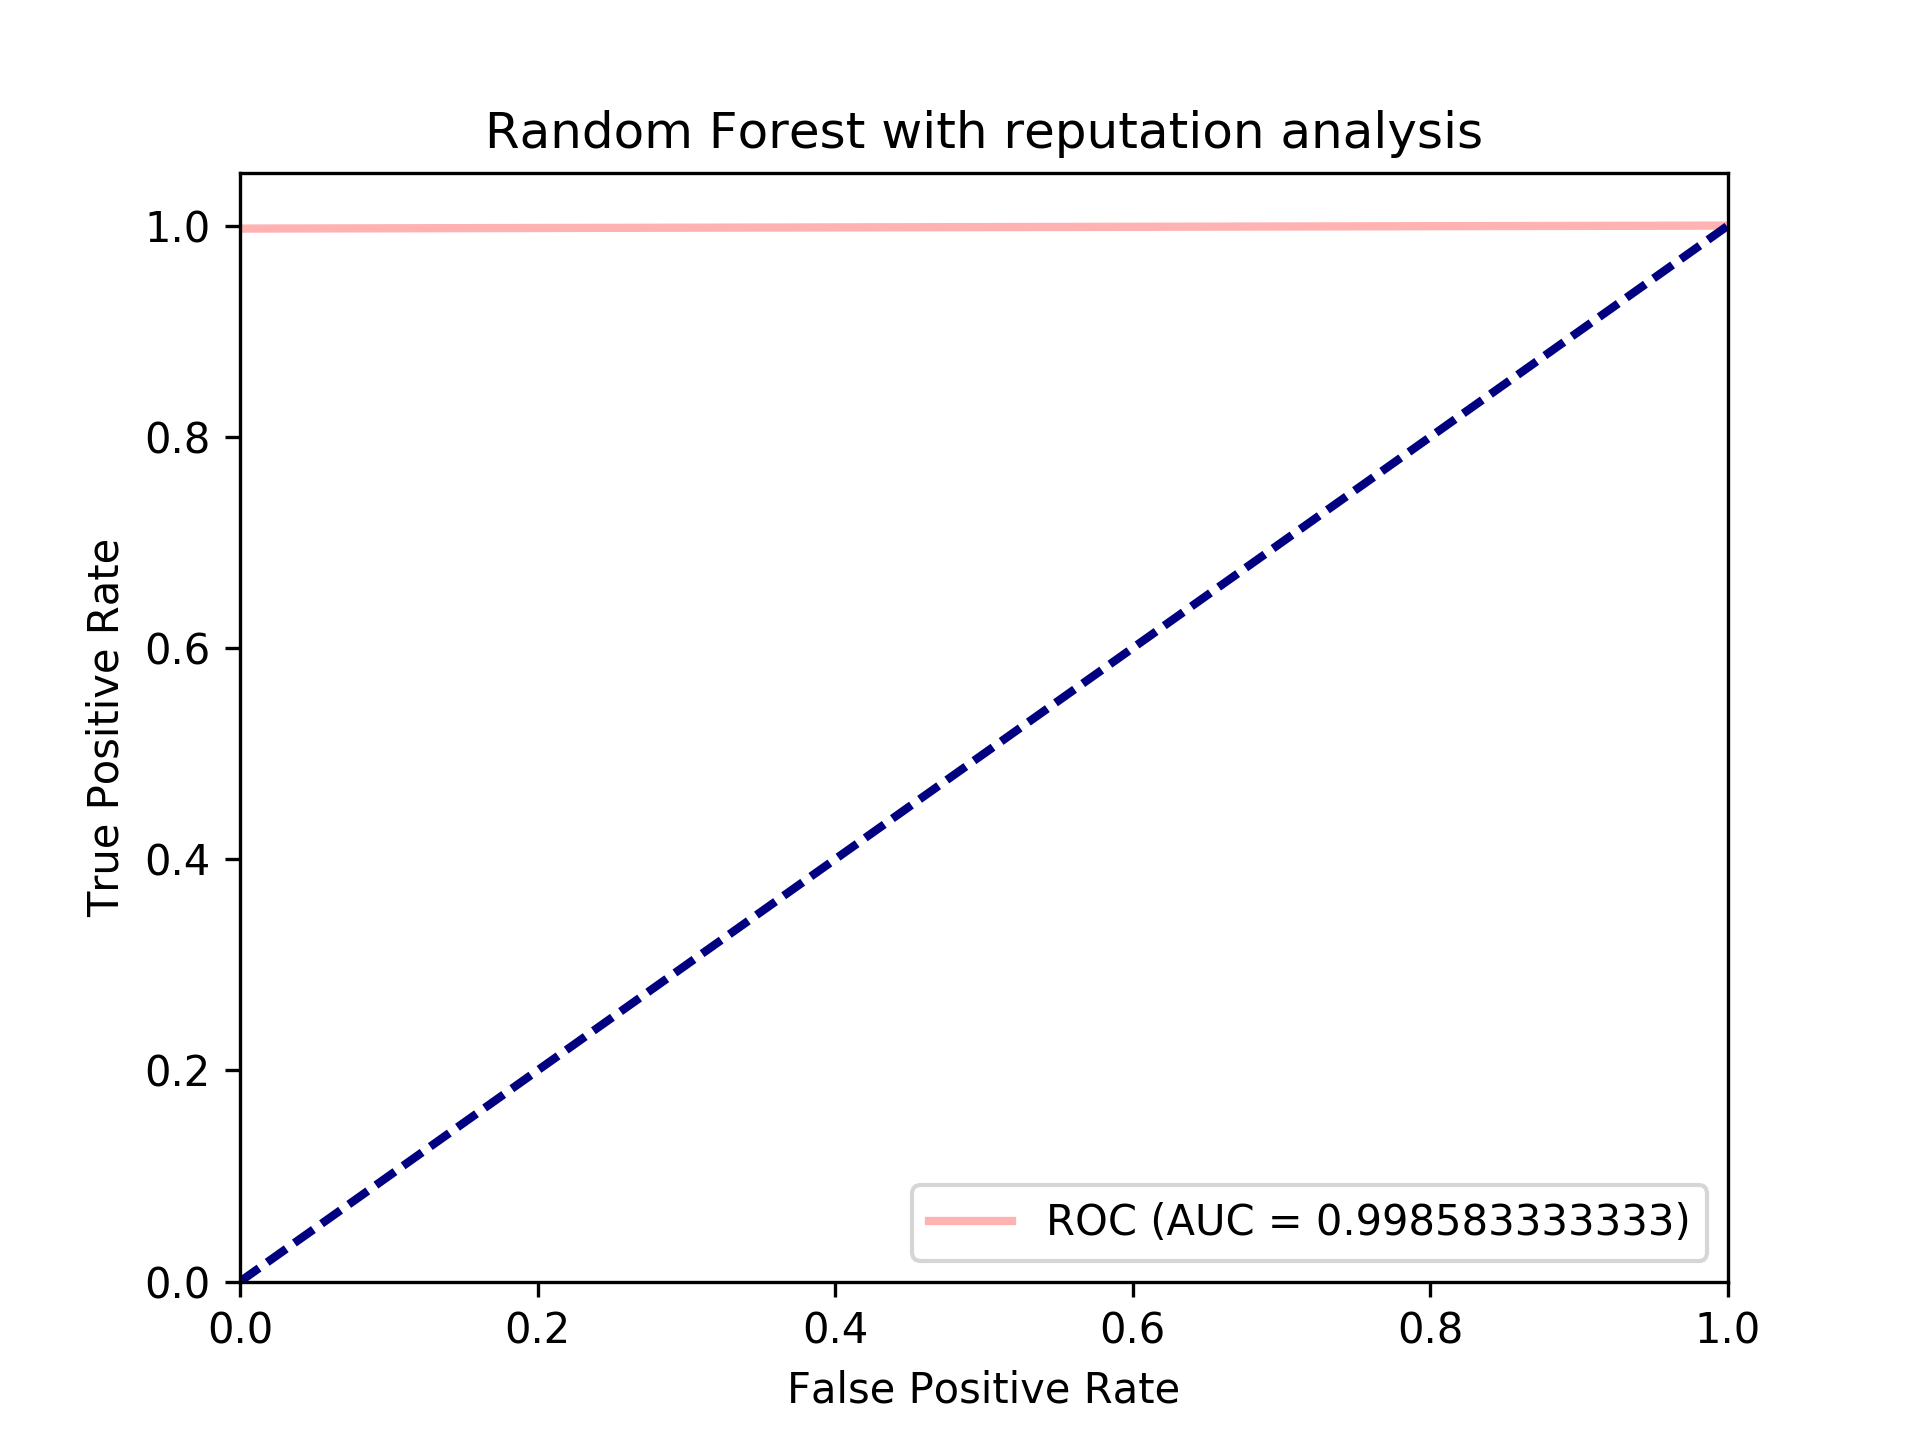 Random Forest with reputation analysis
True Positive Rate
1.0
0.8
0.6
0.4
0.2
0.0
ROC (AUC = 0.998583333333)
0.0 0.2 0.4 0.6 0.8 1.0
False Positive Rate